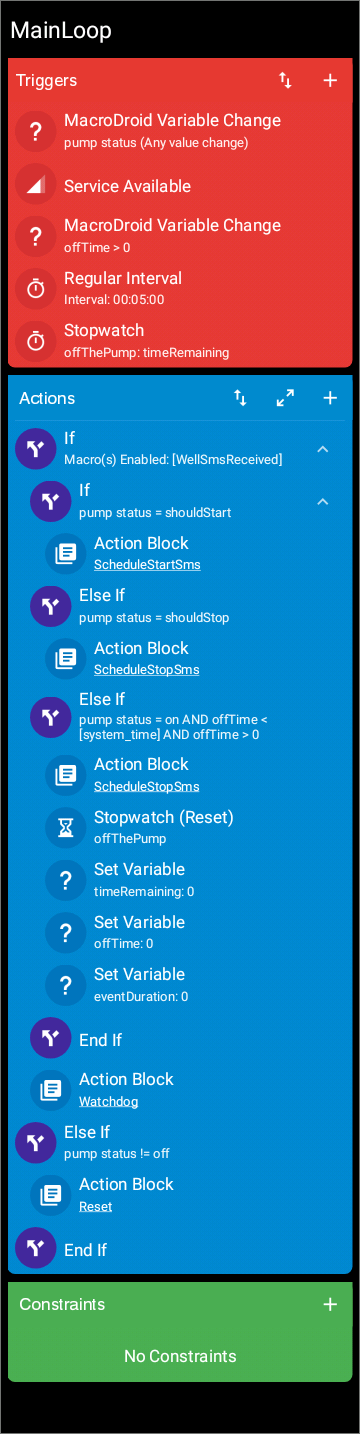 MainLoop
Triggers
MacroDroid Variable Change
pump status (Any value change)
Service Available
MacroDroid Variable Change
offTime > 0
Regular Interval
Interval: 00:05:00
Stopwatch
offThePump: timeRemaining
Actions
If
Macro(s) Enabled: [WellSmsReceived]
If
pump status = shouldStart
Action Block
ScheduleStartSms
Else If
pump status = shouldStop
Action Block
ScheduleStopSms
Else If
pump status = on AND offTime <
[system_time] AND offTime > 0
Action Block
ScheduleStopSms
Stopwatch (Reset)
offThePump
Set Variable
timeRemaining: 0
Set Variable
offTime: 0
Set Variable
eventDuration: 0
End If
Action Block
Watchdog
Else If
pump status != off
Action Block
Reset
End If
Constraints
No Constraints